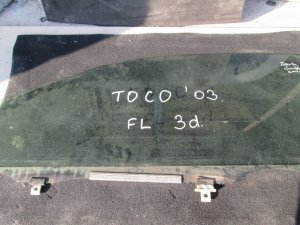 TOCO '03.
FL 3d.